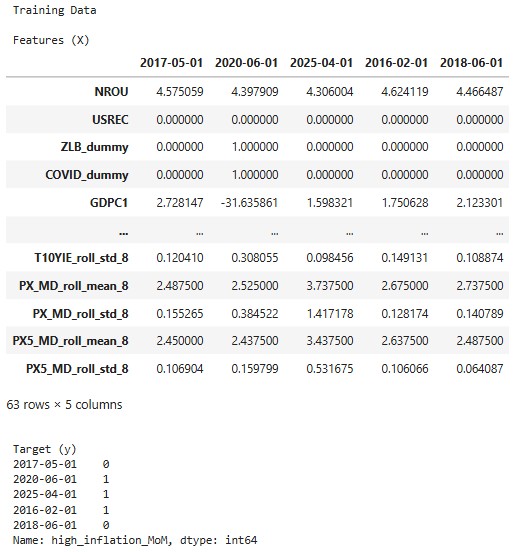 Training Data
Features (X)
2017-05-01 2020-06-01 2025-04-01 2016-02-01 2018-06-01
NROU 4.575059 4.397909 4.306004 4.624119 4.466487
USREC 0.000000 0.000000 0.000000 0.000000 0.000000
ZLB_dummy 0.000000 1.000000 0.000000 0.000000 0.000000
COVID_dummy 0.000000 1.000000 0.000000 0.000000 0.000000
GDPC1 2.728147 -31.635861 1.598321 1.750628 2.123301
... ... ... ... ... ...
T10YIE_roll_std_8 0.120410 0.308055 0.098456 0.149131 0.108874
PX_MD_roll_mean_8 2.487500 2.525000 3.737500 2.675000 2.737500
PX_MD_roll_std_8 0.155265 0.384522 1.417178 0.128174 0.140789
PX5_MD_roll_mean_8 2.450000 2.437500 3.437500 2.637500 2.487500
PX5_MD_roll_std_8 0.106904 0.159799 0.531675 0.106066 0.064087
63 rows × 5 columns
Target (y)
2017-05-01 0
2020-06-01 1
2025-04-01 1
2016-02-01 1
2018-06-01 0
Name: high_inflation_MoM, dtype: int64